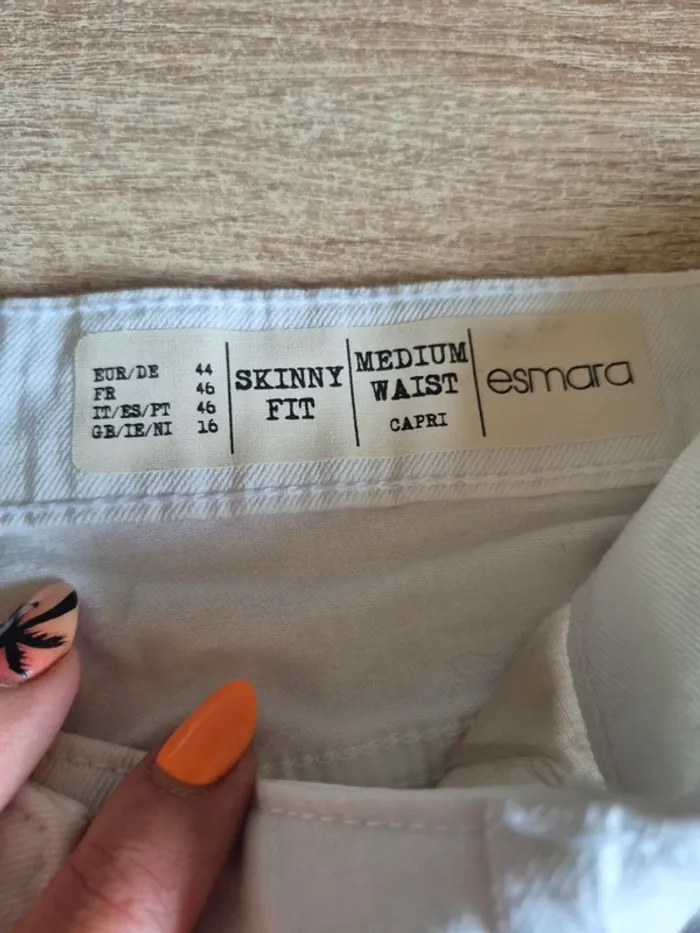 EUR/DE 44
FR 46
IT/ES/PT 46
GB/IE/NI 16
SKINNY
FIT
MEDIUM
WAIST
CAPRI
esmara